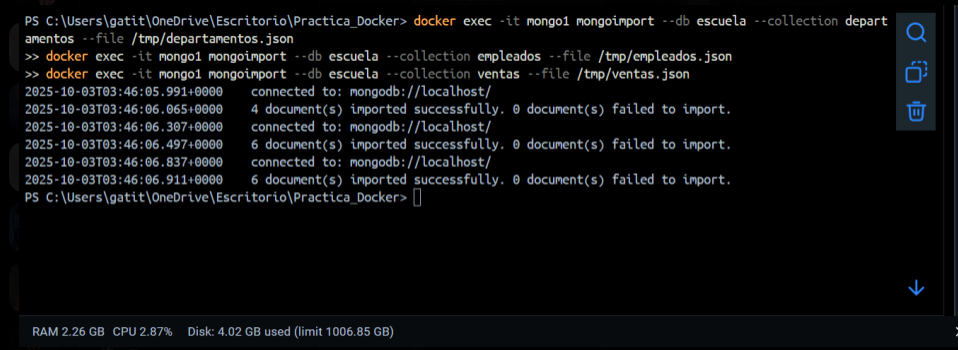 PS C:\Users\gatit\OneDrive\Escritorio\Practica_Docker> docker exec -it mongo1 mongoimport --db escuela --collection depart
amentos --file /tmp/departamentos.json
>> docker exec -it mongo1 mongoimport --db escuela --collection empleados --file /tmp/empleados.json
>> docker exec -it mongo1 mongoimport --db escuela --collection ventas --file /tmp/ventas.json
2025-10-03T03:46:05.991+0000    connected to: mongodb://localhost/
2025-10-03T03:46:06.065+0000    4 document(s) imported successfully. 0 document(s) failed to import.
2025-10-03T03:46:06.307+0000    connected to: mongodb://localhost/
2025-10-03T03:46:06.497+0000    6 document(s) imported successfully. 0 document(s) failed to import.
2025-10-03T03:46:06.837+0000    connected to: mongodb://localhost/
2025-10-03T03:46:06.911+0000    6 document(s) imported successfully. 0 document(s) failed to import.
PS C:\Users\gatit\OneDrive\Escritorio\Practica_Docker>
RAM 2.26 GB CPU 2.87% Disk: 4.02 GB used (limit 1006.85 GB)